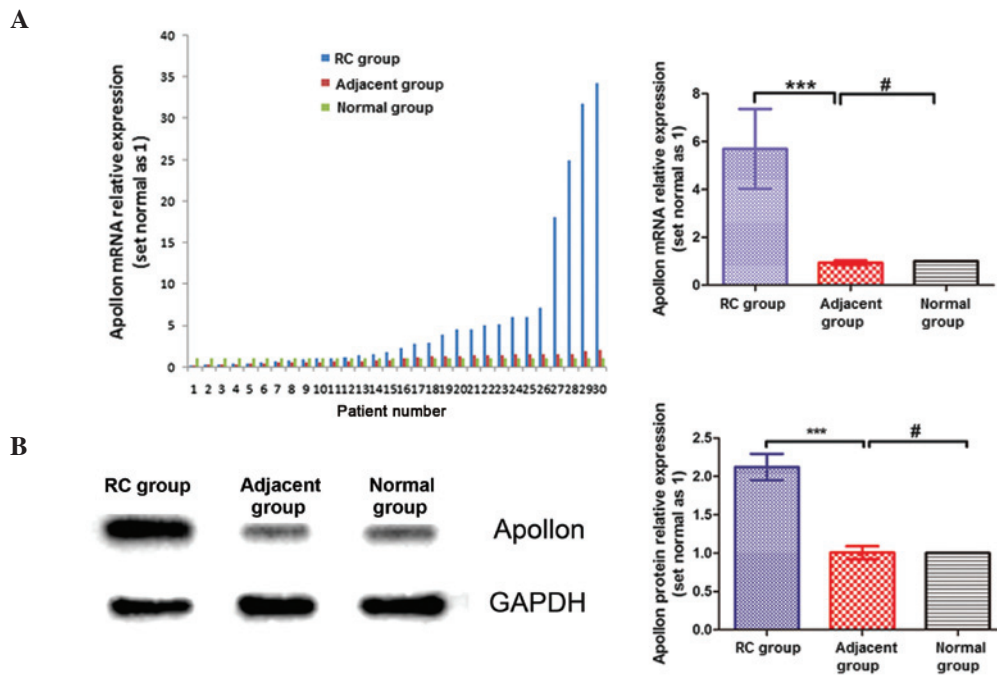 A
Apollon mRNA relative expression
(set normal as 1)
40
35
30
25
20
15
10
5
0
RC group
Adjacent group
Normal group
1 2 3 4 5 6 7 8 9 10 11 12 13 14 15 16 17 18 19 20 21 22 23 24 25 26 27 28 29 30
Patient number
Apollon mRNA relative expression
(set normal as 1)
8
6
4
2
0
***
#
RC group
Adjacent
group
Normal
group
B
RC group
Adjacent
group
Normal
group
Apollon
GAPDH
Apollon protein relative expression
(set normal as 1)
2.5
2.0
1.5
1.0
0.5
0.0
***
#
RC group
Adjacent
group
Normal
group